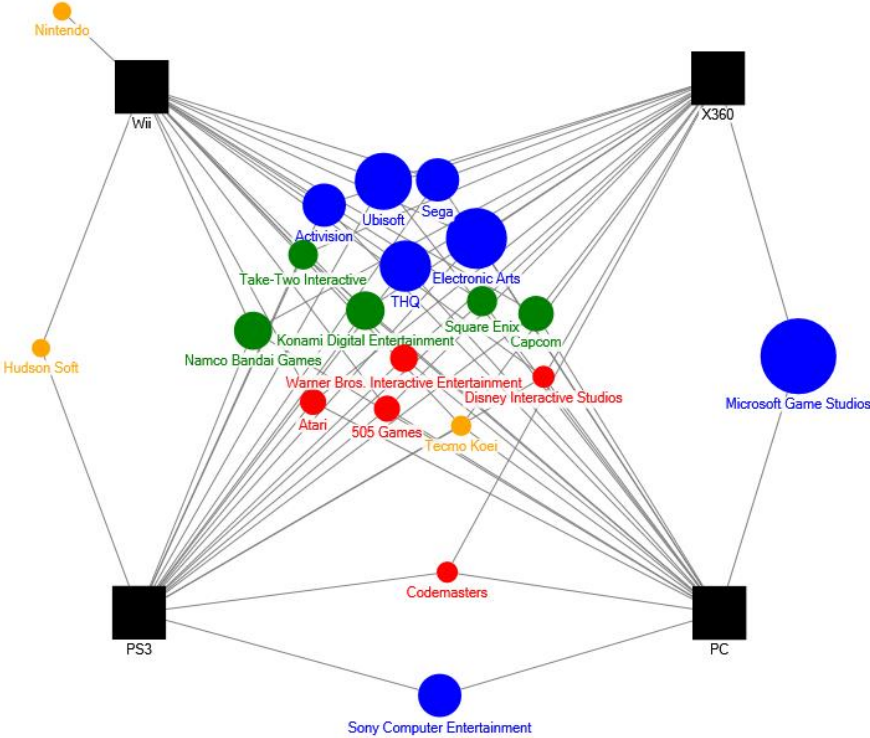 Nintendo
Wii
X360
Ubisoft
Sega
Activision
Take-Two Interactive
Electronic Arts
THQ
Square Enix
Konami Digital Entertainment
Capcom
Namco Bandai Games
Hudson Soft
Warner Bros. Interactive Entertainment
Disney Interactive Studios
Microsoft Game Studios
Atari
505 Games
Tecmo Koei
Codemasters
PS3
PC
Sony Computer Entertainment